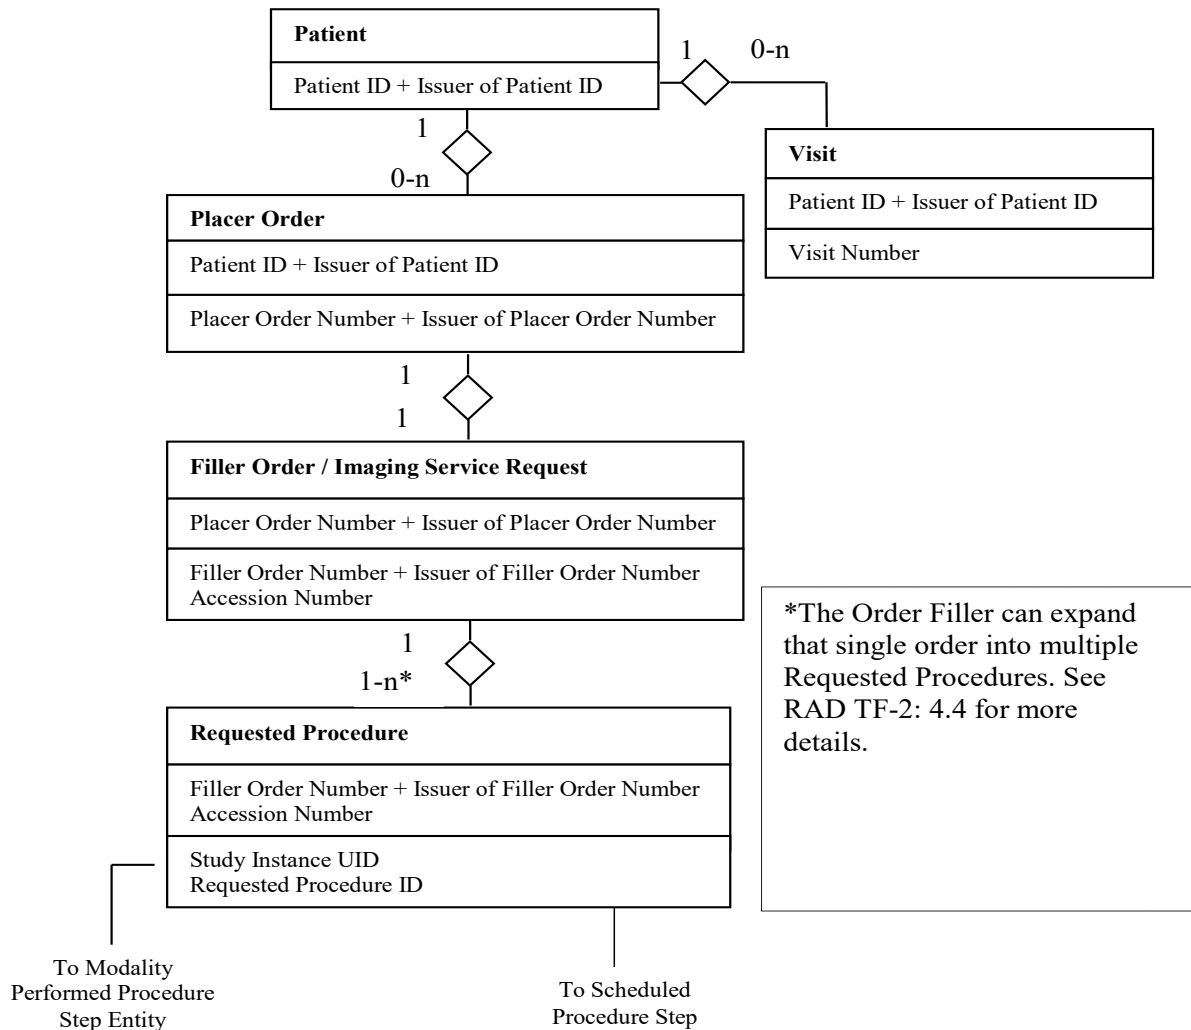 Patient
Patient ID + Issuer of Patient ID
1
0-n
1
0-n
Visit
Patient ID + Issuer of Patient ID
Visit Number
Placer Order
Patient ID + Issuer of Patient ID
Placer Order Number + Issuer of Placer Order Number
1
1
Filler Order / Imaging Service Request
Placer Order Number + Issuer of Placer Order Number
Filler Order Number + Issuer of Filler Order Number
Accession Number
1
1-n*
*The Order Filler can expand
that single order into multiple
Requested Procedures. See
RAD TF-2: 4.4 for more
details.
Requested Procedure
Filler Order Number + Issuer of Filler Order Number
Accession Number
Study Instance UID
Requested Procedure ID
To Modality
Performed Procedure
Step Entity
To Scheduled
Procedure Step